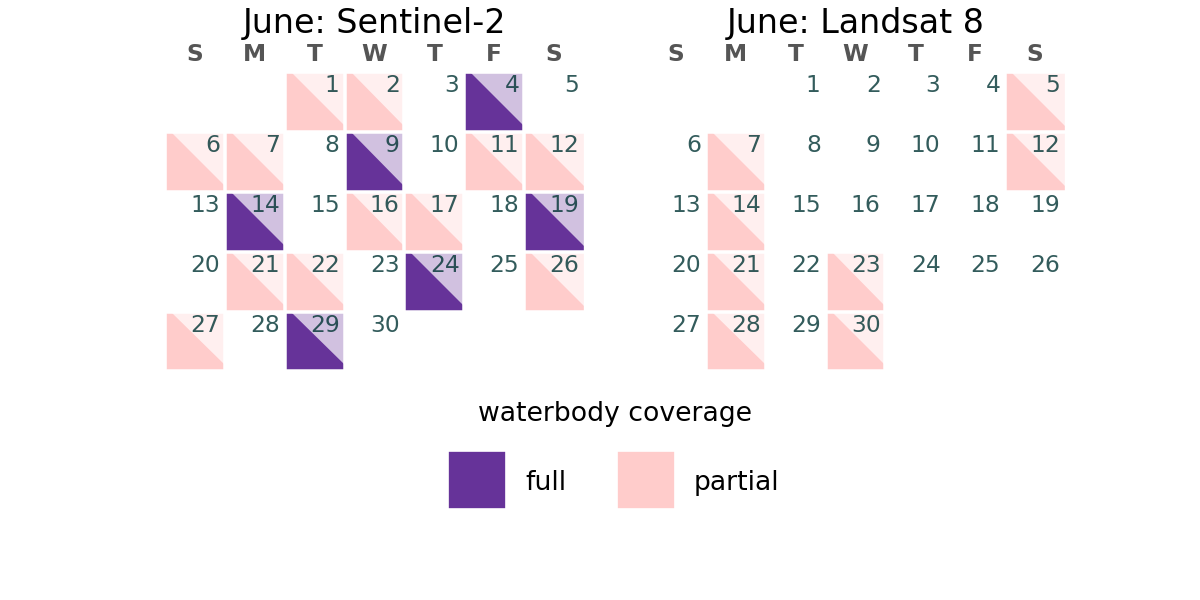 June: Sentinel-2
S M T W T F S
1 2 3 4 5
6 7 8 9 10 11 12
13 14 15 16 17 18 19
20 21 22 23 24 25 26
27 28 29 30
June: Landsat 8
S M T W T F S
1 2 3 4 5
6 7 8 9 10 11 12
13 14 15 16 17 18 19
20 21 22 23 24 25 26
27 28 29 30
waterbody coverage
full
partial